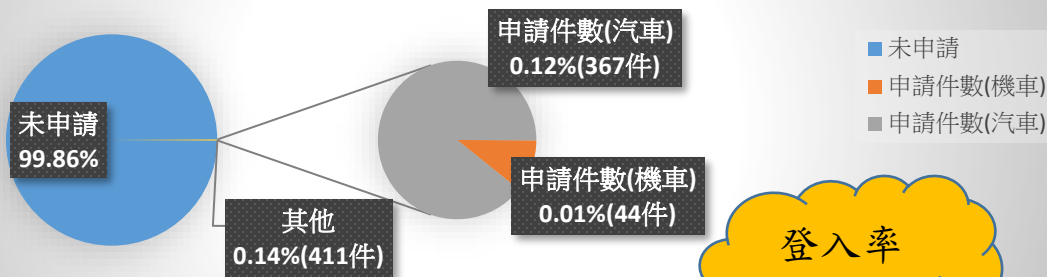 未申請
99.86%
其他
0.14%(411件)
申請件數(汽車)
0.12%(367件)
申請件數(機車)
0.01%(44件)
未申請
申請件數(機車)
申請件數(汽車)
登入率